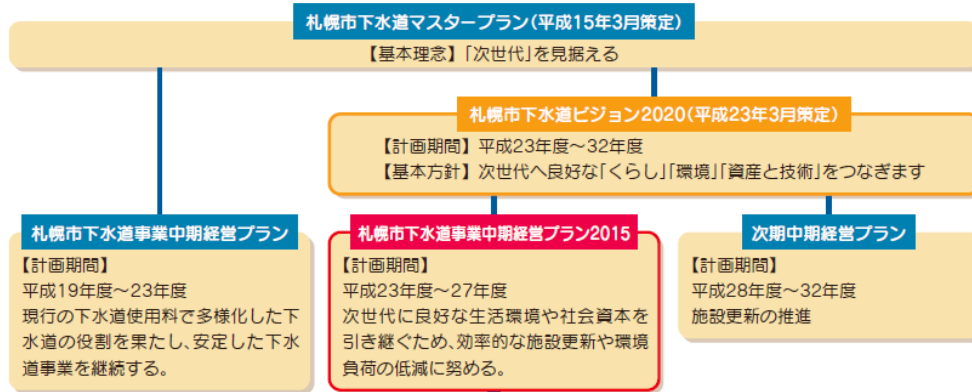 札幌市下水道マスタープラン(平成15年3月策定)
【基本理念】「次世代」を見据える
札幌市下水道ビジョン2020(平成23年3月策定)
【計画期間】平成23年度～32年度
【基本方針】次世代へ良好な「くらし」「環境」「資産と技術」をつなぎます
札幌市下水道事業中期経営プラン
【計画期間】
平成19年度～23年度
現行の下水道使用料で多様化した下
水道の役割を果たし、安定した下水
道事業を継続する。
札幌市下水道事業中期経営プラン2015
【計画期間】
平成23年度～27年度
次世代に良好な生活環境や社会資本を
引き継ぐため、効率的な施設更新や環境
負荷の低減に努める。
次期中期経営プラン
【計画期間】
平成28年度～32年度
施設更新の推進